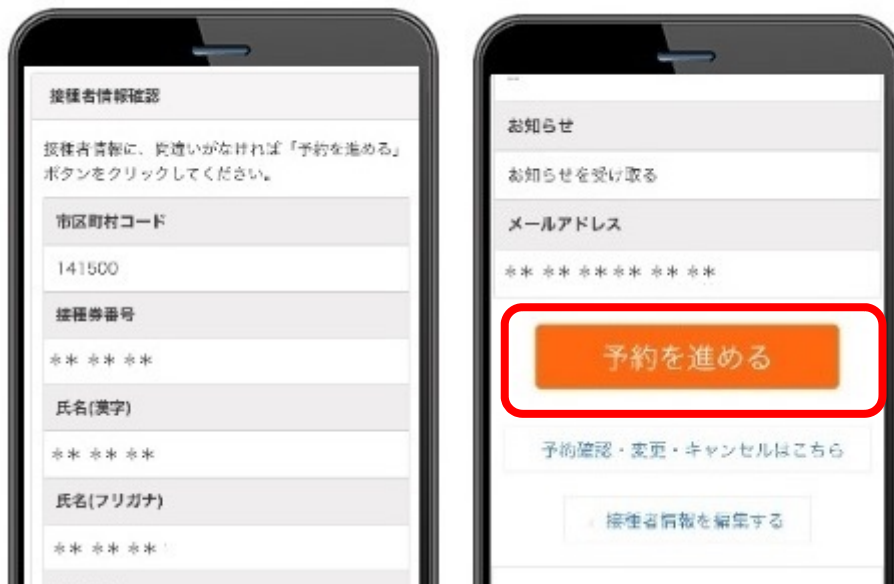 接種者情報確認
接種者情報に、間違いがなければ「予約を進める」
ボタンをクリックしてください。
市区町村コード
141500
接種券番号
** ** **
氏名(漢字)
** ** **
氏名(フリガナ)
** ** **
お知らせ
お知らせを受け取る
メールアドレス
** ** **** ** **
予約を進める
予約確認・変更・キャンセルはこちら
接種者情報を編集する